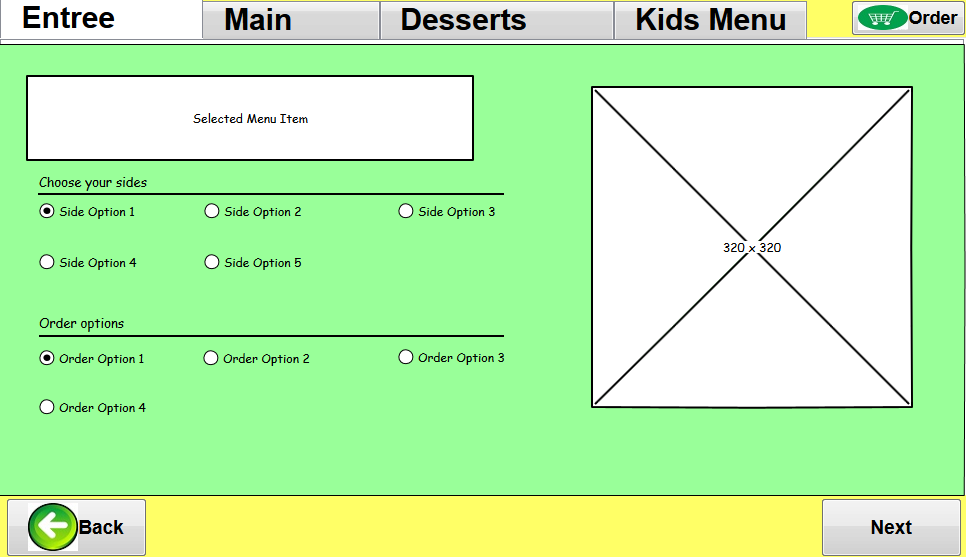 Entree Main Desserts Kids Menu Order
Selected Menu Item
Choose your sides
Side Option 1 Side Option 2 Side Option 3
Side Option 4 Side Option 5
320 x 320
Order options
Order Option 1 Order Option 2 Order Option 3
Order Option 4
Back Next